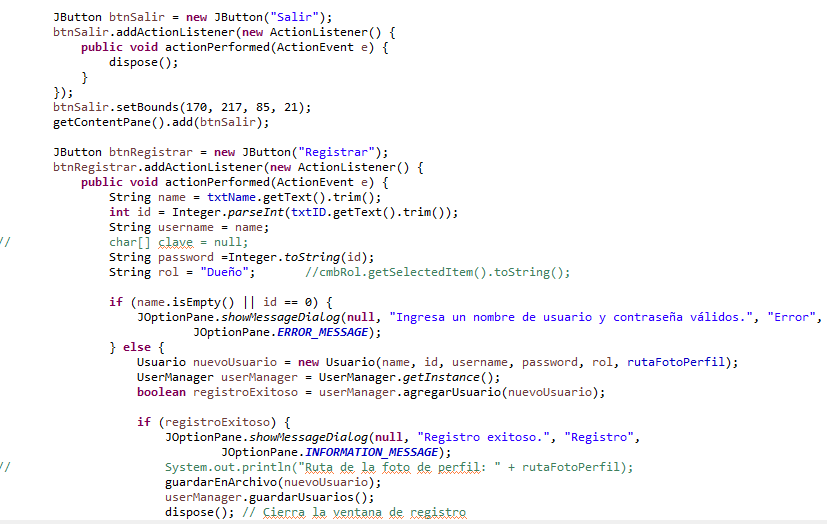 JButton btnSalir = new JButton("Salir");
btnSalir.addActionListener(new ActionListener() {
public void actionPerformed(ActionEvent e) {
dispose();
}
});
btnSalir.setBounds(170, 217, 85, 21);
getContentPane().add(btnSalir);
JButton btnRegistrar = new JButton("Registrar");
btnRegistrar.addActionListener(new ActionListener() {
public void actionPerformed(ActionEvent e) {
String name = txtName.getText().trim();
int id = Integer.parseInt(txtID.getText().trim());
String username = name;
// char[] clave = null;
String password =Integer.toString(id);
String rol = "Dueño"; //cmbRol.getSelectedItem().toString();
if (name.isEmpty() || id == 0) {
JOptionPane.showMessageDialog(null, "Ingresa un nombre de usuario y contraseña válidos.", "Error",
JOptionPane.ERROR_MESSAGE);
} else {
Usuario nuevoUsuario = new Usuario(name, id, username, password, rol, rutaFotoPerfil);
UserManager userManager = UserManager.getInstance();
boolean registroExitoso = userManager.agregarUsuario(nuevoUsuario);
if (registroExitoso) {
JOptionPane.showMessageDialog(null, "Registro exitoso.", "Registro",
JOptionPane.INFORMATION_MESSAGE);
// System.out.println("Ruta de la foto de perfil: " + rutaFotoPerfil);
guardarEnArchivo(nuevoUsuario);
userManager.guardarUsuarios();
dispose(); // Cierra la ventana de registro